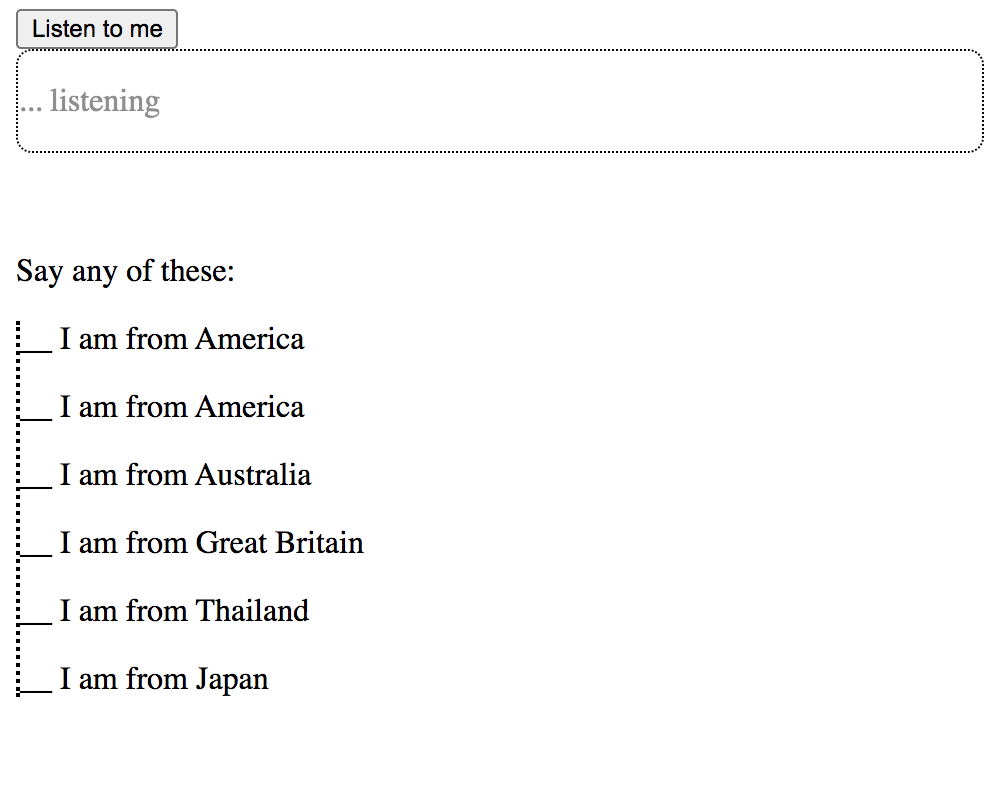 Listen to me
... listening
Say any of these:
__ I am from America
__ I am from America
__ I am from Australia
__ I am from Great Britain
__ I am from Thailand
__ I am from Japan